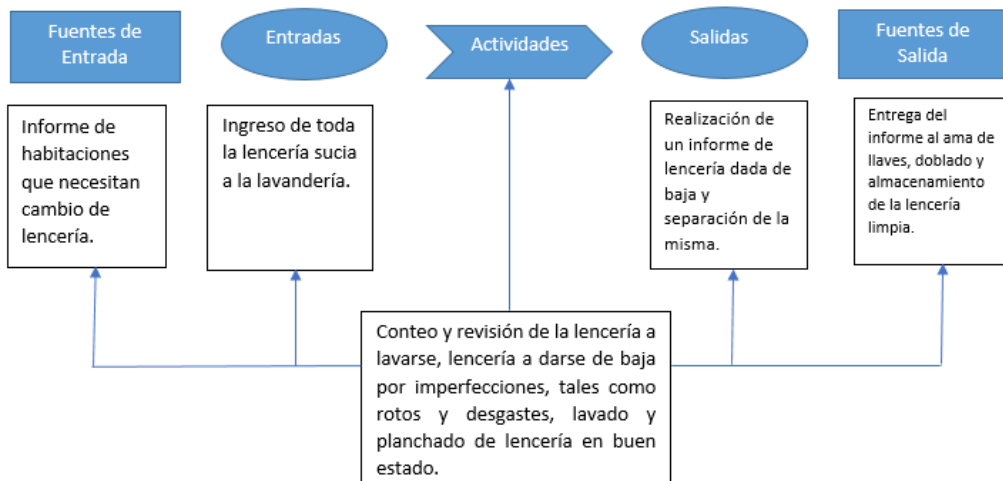 Fuentes de
Entrada
Entradas
Actividades
Salidas
Fuentes de
Salida
Informe de
habitaciones
que necesitan
cambio de
lencería.
Ingreso de toda
la lencería sucia
a la lavandería.
Realización de
un informe de
lencería dada de
baja y
separación de la
misma.
Entrega del
informe al ama de
llaves, doblado y
almacenamiento
de la lencería
limpia.
Conteo y revisión de la lencería a
lavarse, lencería a darse de baja
por imperfecciones, tales como
rotos y desgastes, lavado y
planchado de lencería en buen
estado.